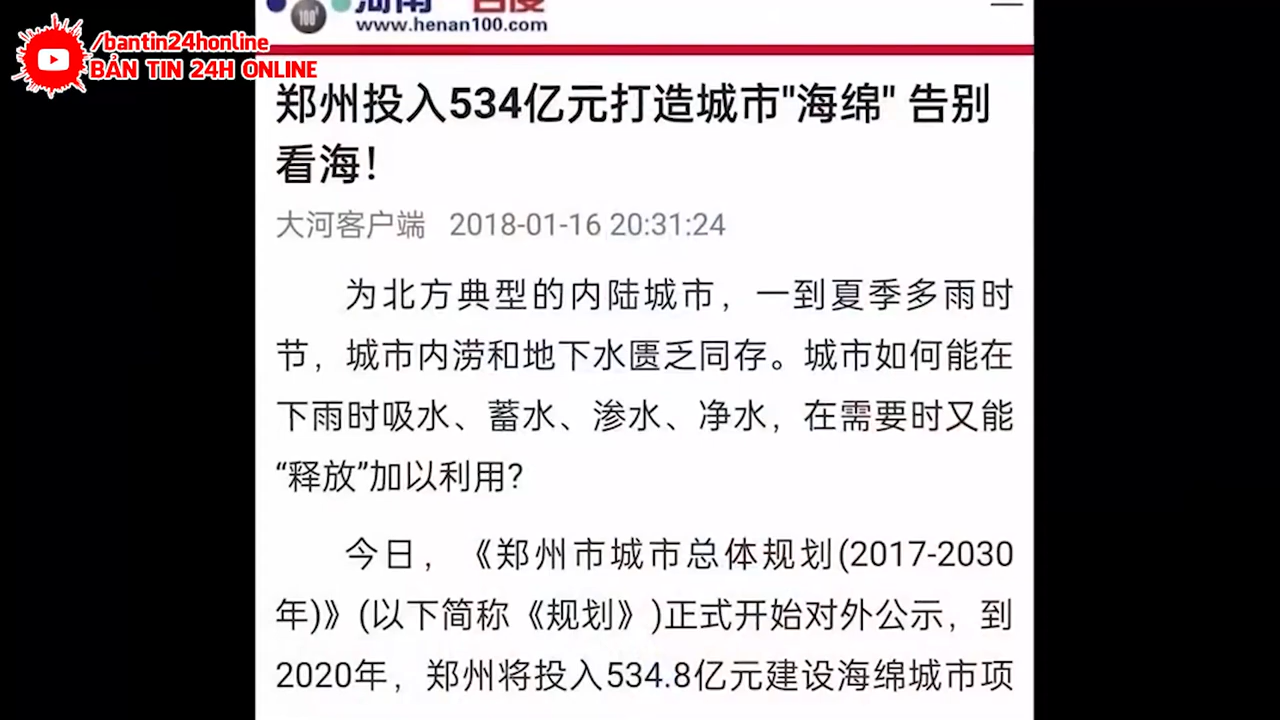 /bantin24honline
BẢN TIN 24H ONLINE
www.henan100.com
郑州投入534亿元打造城市"海绵" 告别
看海！
大河客户端 2018-01-16 20:31:24
为北方典型的内陆城市，一到夏季多雨时
节，城市内涝和地下水匮乏同存。城市如何能在
下雨时吸水、蓄水、渗水、净水，在需要时又能
“释放”加以利用？
今日，《郑州市城市总体规划(2017-2030
年)》(以下简称《规划》)正式开始对外公示，到
2020年，郑州将投入534.8亿元建设海绵城市项